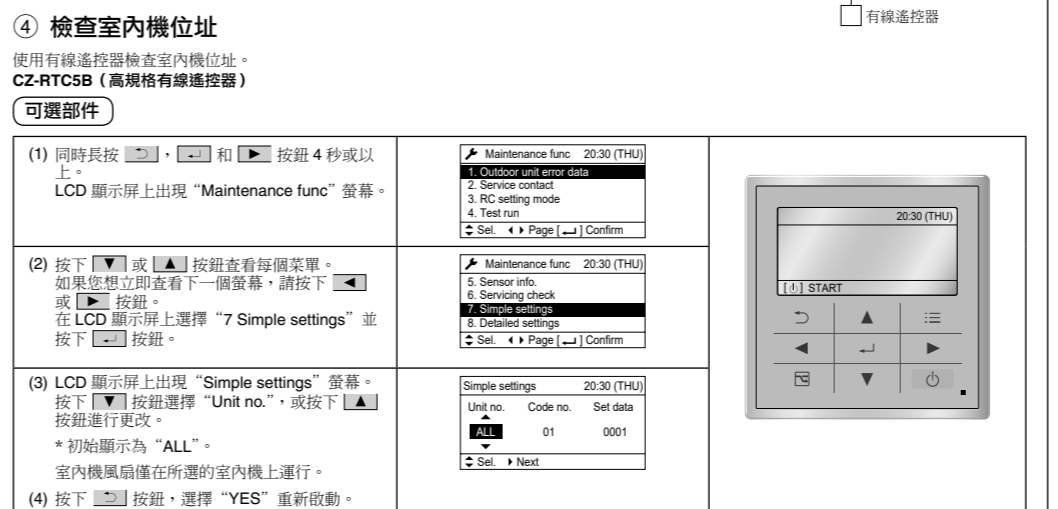 有線遙控器
④ 檢查室內機位址
使用有線遙控器檢查室內機位址。
CZ-RTC5B（高規格有線遙控器）
可選部件
(1) 同時長按 ⮌，↵ 和 ▶ 按鈕 4 秒或以
上。
LCD 顯示屏上出現“Maintenance func”螢幕。
Maintenance func 20:30 (THU)
1. Outdoor unit error data
2. Service contact
3. RC setting mode
4. Test run
Sel. ◀ ▶ Page [ ↵ ] Confirm
(2) 按下 ▼ 或 ▲ 按鈕查看每個菜單。
如果您想立即查看下一個螢幕，請按下 ◀
或 ▶ 按鈕。
在 LCD 顯示屏上選擇“7 Simple settings”並
按下 ↵ 按鈕。
Maintenance func 20:30 (THU)
5. Sensor info.
6. Servicing check
7. Simple settings
8. Detailed settings
Sel. ◀ ▶ Page [ ↵ ] Confirm
(3) LCD 顯示屏上出現“Simple settings”螢幕。
按下 ▼ 按鈕選擇“Unit no.”，或按下 ▲
按鈕進行更改。
* 初始顯示為“ALL”。
室內機風扇僅在所選的室內機上運行。
(4) 按下 ⮌ 按鈕，選擇“YES”重新啟動。
Simple settings 20:30 (THU)
Unit no. Code no. Set data
ALL 01 0001
Sel. ▶ Next
20:30 (THU)
[⏻] START